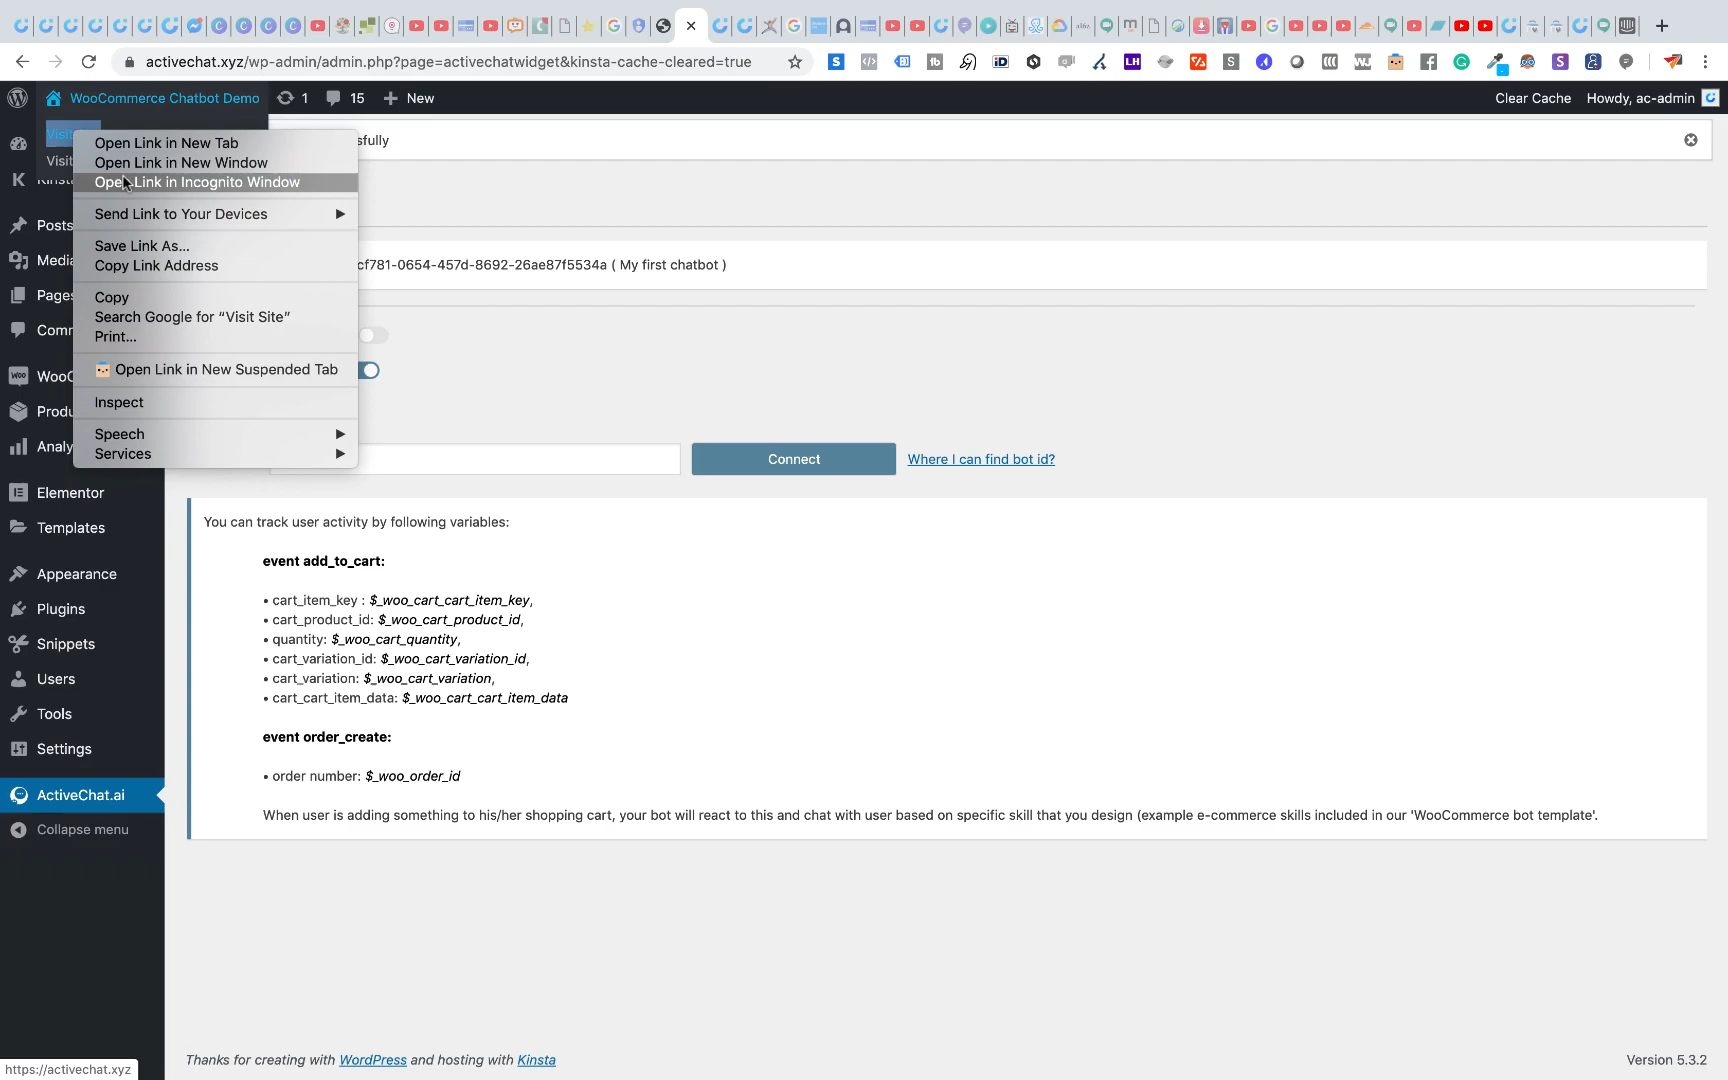 activechat.xyz/wp-admin/admin.php?page=activechatwidget&kinsta-cache-cleared=true
WooCommerce Chatbot Demo 1 15 New
Clear Cache Howdy, ac-admin
Open Link in New Tab
Open Link in New Window
Open Link in Incognito Window
Send Link to Your Devices
Save Link As...
Copy Link Address
Copy
Search Google for “Visit Site”
Print...
Open Link in New Suspended Tab
Inspect
Speech
Services
sfully
cf781-0654-457d-8692-26ae87f5534a ( My first chatbot )
Connect
Where I can find bot id?
Visit
Posts
Media
Pages
Comm
WooC
Produ
Analy
Elementor
Templates
Appearance
Plugins
Snippets
Users
Tools
Settings
ActiveChat.ai
Collapse menu
You can track user activity by following variables:
event add_to_cart:
• cart_item_key : $_woo_cart_cart_item_key,
• cart_product_id: $_woo_cart_product_id,
• quantity: $_woo_cart_quantity,
• cart_variation_id: $_woo_cart_variation_id,
• cart_variation: $_woo_cart_variation,
• cart_cart_item_data: $_woo_cart_cart_item_data
event order_create:
• order number: $_woo_order_id
When user is adding something to his/her shopping cart, your bot will react to this and chat with user based on specific skill that you design (example e-commerce skills included in our 'WooCommerce bot template'.
Thanks for creating with WordPress and hosting with Kinsta
Version 5.3.2
https://activechat.xyz